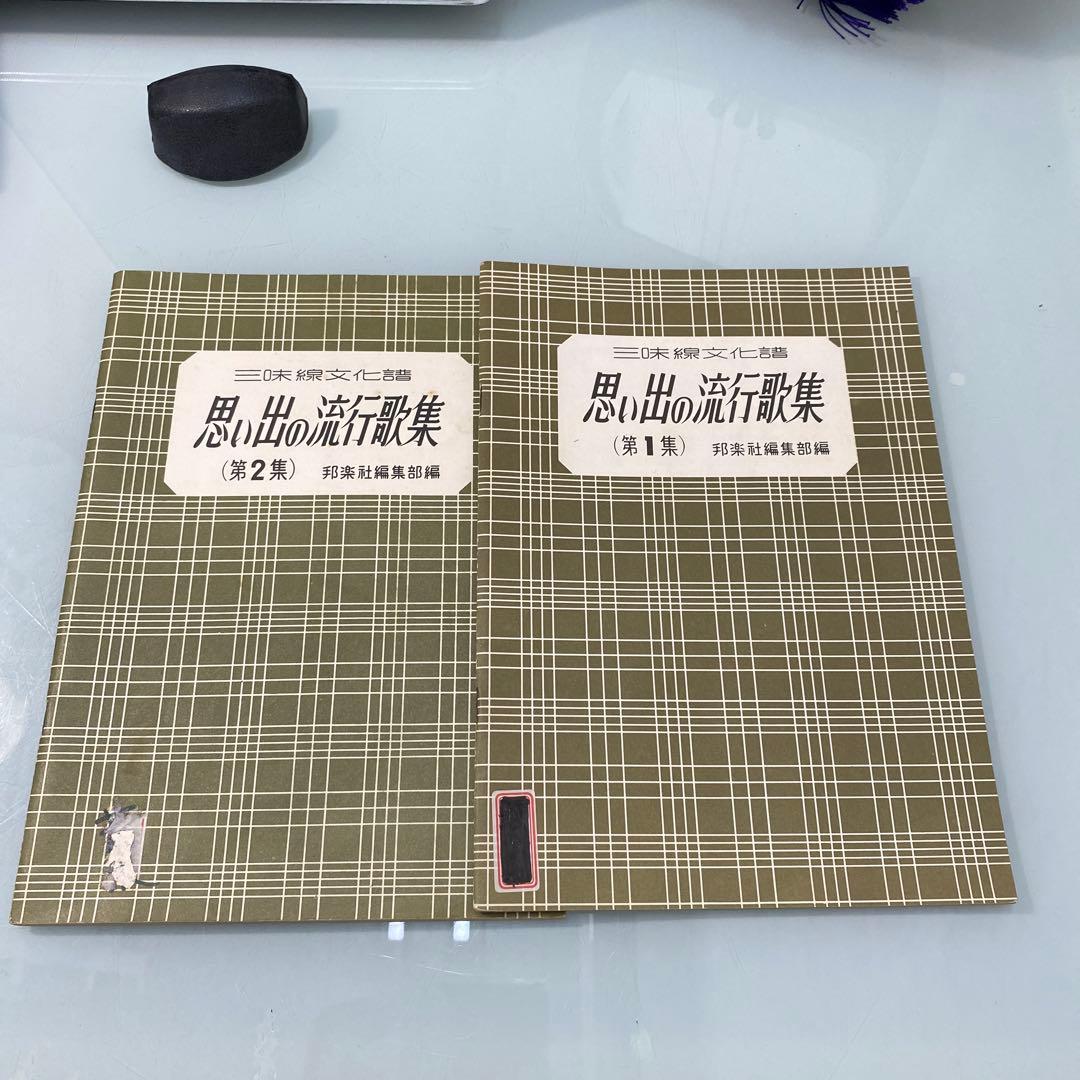 三味線文化譜
思い出の流行歌集
(第2集) 邦楽社編集部編
三味線文化譜
思い出の流行歌集
(第1集) 邦楽社編集部編